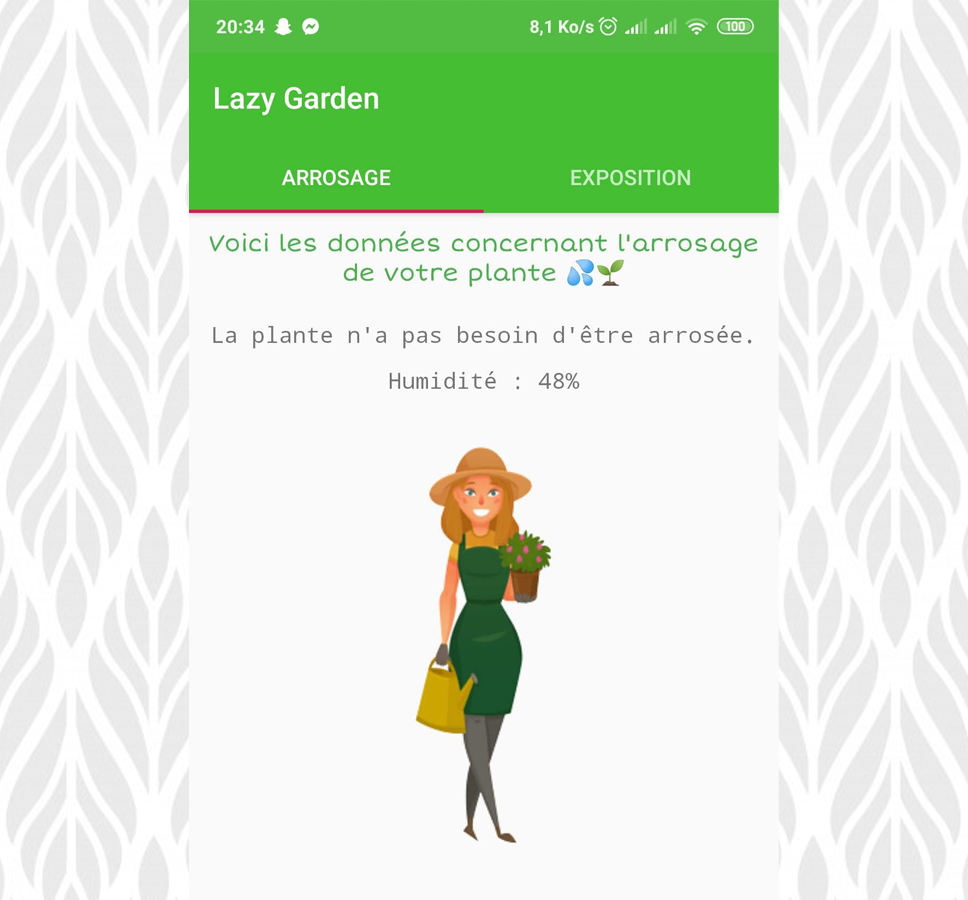 20:34 8,1 Ko/s 100
Lazy Garden
ARROSAGE EXPOSITION
Voici les données concernant l'arrosage
de votre plante 💦🌱
La plante n'a pas besoin d'être arrosée.
Humidité : 48%